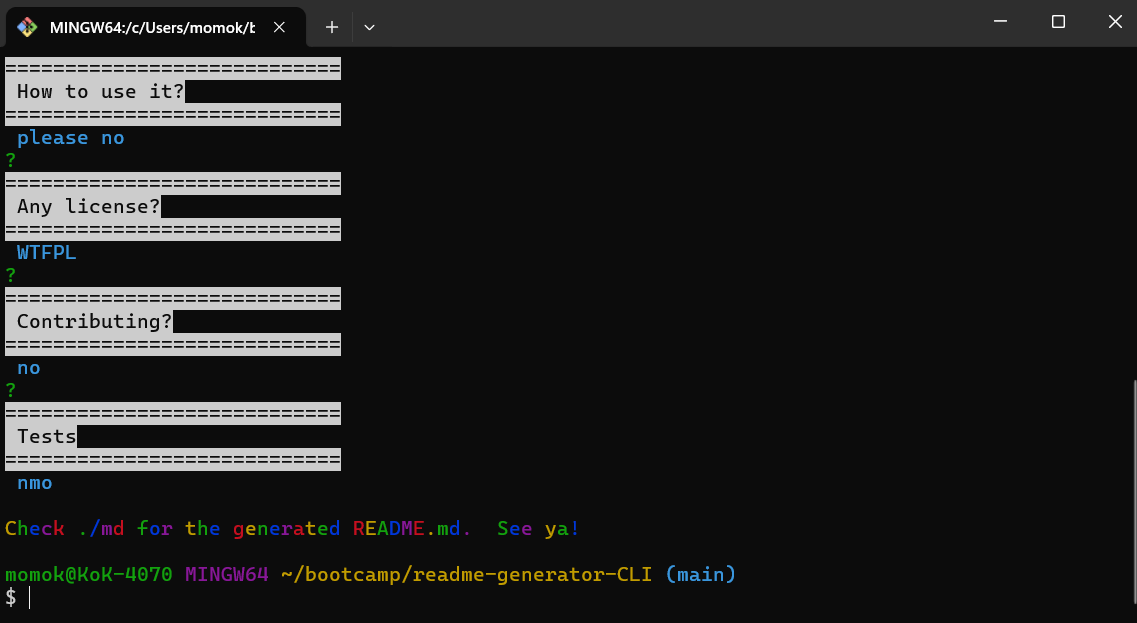 MINGW64:/c/Users/momok/b
============================
How to use it?
============================
please no
?
============================
Any license?
============================
WTFPL
?
============================
Contributing?
============================
no
?
============================
Tests
============================
nmo
Check ./md for the generated README.md.  See ya!
momok@KoK-4070 MINGW64 ~/bootcamp/readme-generator-CLI (main)
$